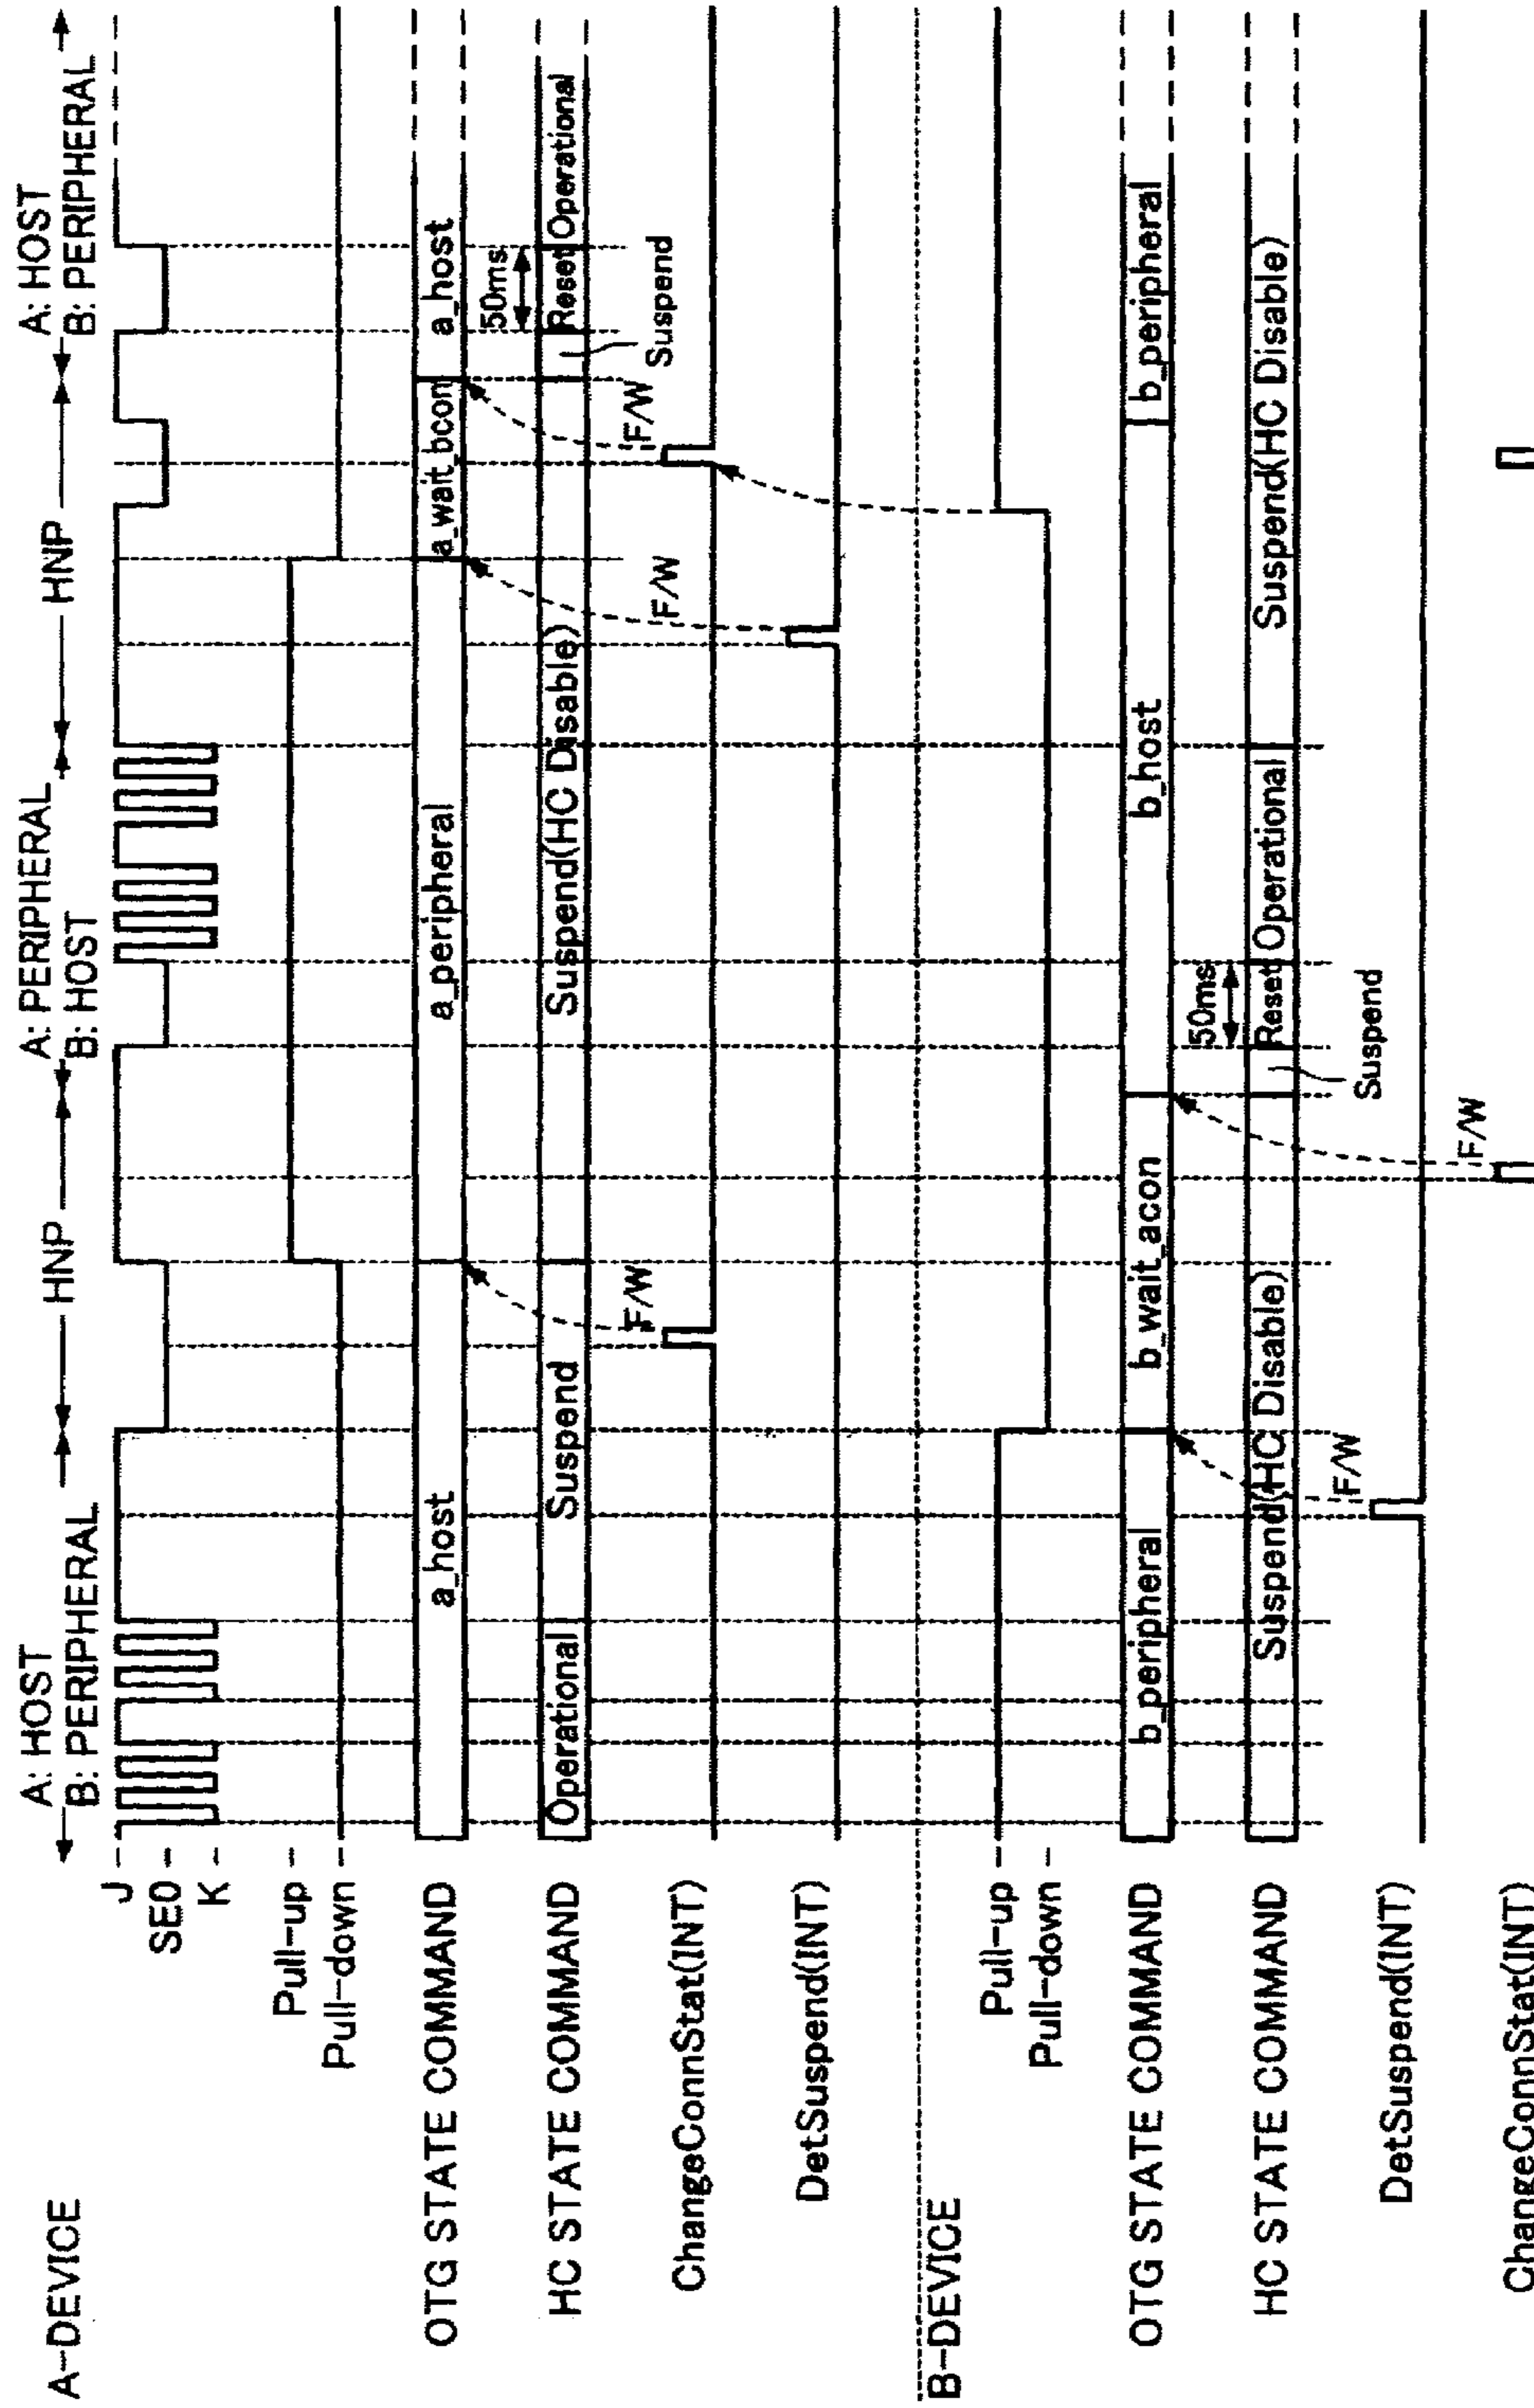 A-DEVICE
A: HOST
B: PERIPHERAL
HNP
A: PERIPHERAL
B: HOST
HNP
A: HOST
B: PERIPHERAL
J
SE0
K
Pull-up
Pull-down
OTG STATE COMMAND
a_host
a_peripheral
a_wait_bcon
a_host
50ms
HC STATE COMMAND
Operational
Suspend
Suspend(HC Disable)
Reset
Operational
Suspend
ChangeConnStat(INT)
F/W
F/W
DetSuspend(INT)
F/W
B-DEVICE
Pull-up
Pull-down
OTG STATE COMMAND
b_peripheral
b_wait_acon
b_host
b_peripheral
50ms
HC STATE COMMAND
Suspend(HC Disable)
Reset
Operational
Suspend(HC Disable)
Suspend
DetSuspend(INT)
F/W
ChangeConnStat(INT)
F/W